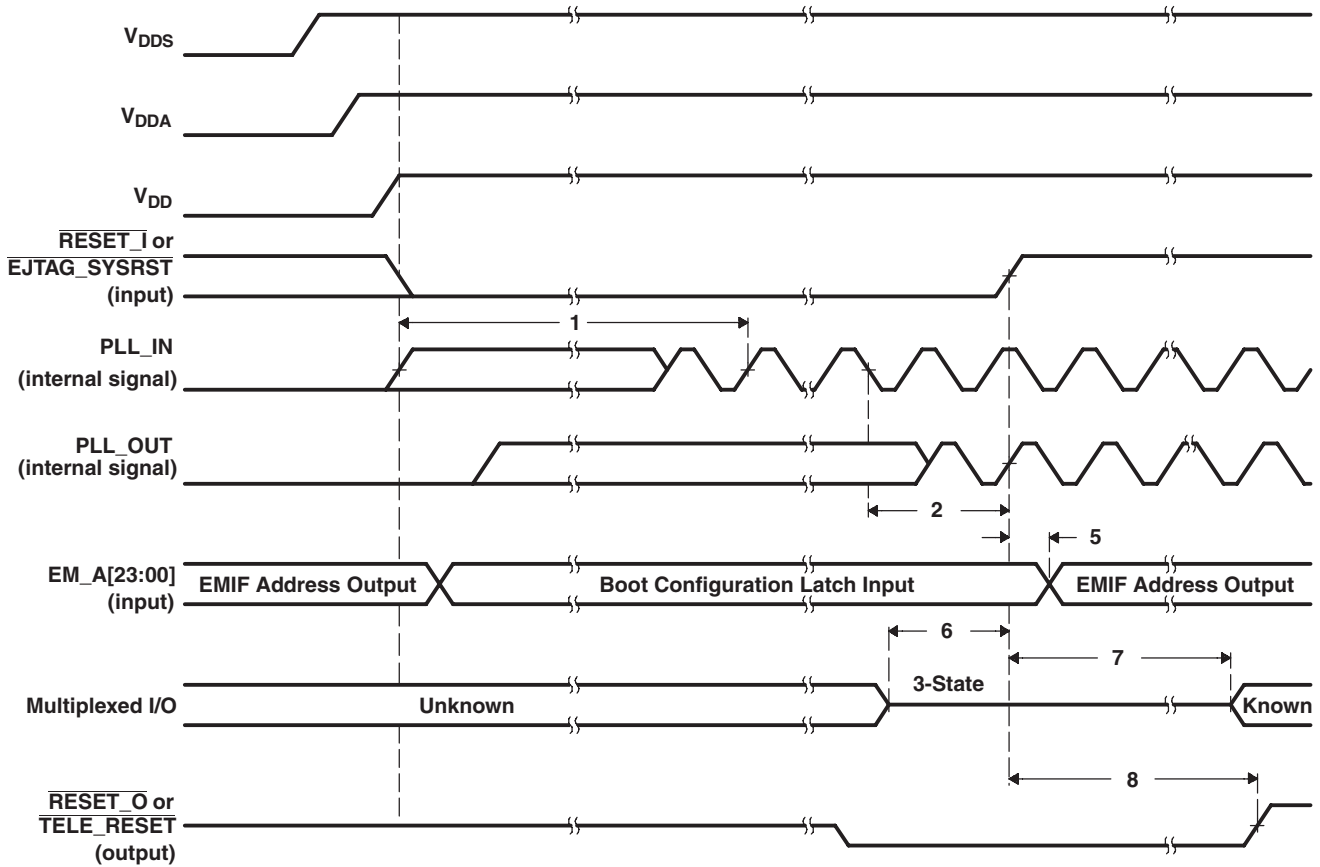 VDDS
VDDA
VDD
RESET_I or
EJTAG_SYSRST
(input)
1
PLL_IN
(internal signal)
PLL_OUT
(internal signal)
2
5
EM_A[23:00]
(input)
EMIF Address Output
Boot Configuration Latch Input
EMIF Address Output
6
7
3-State
Multiplexed I/O
Unknown
Known
8
RESET_O or
TELE_RESET
(output)